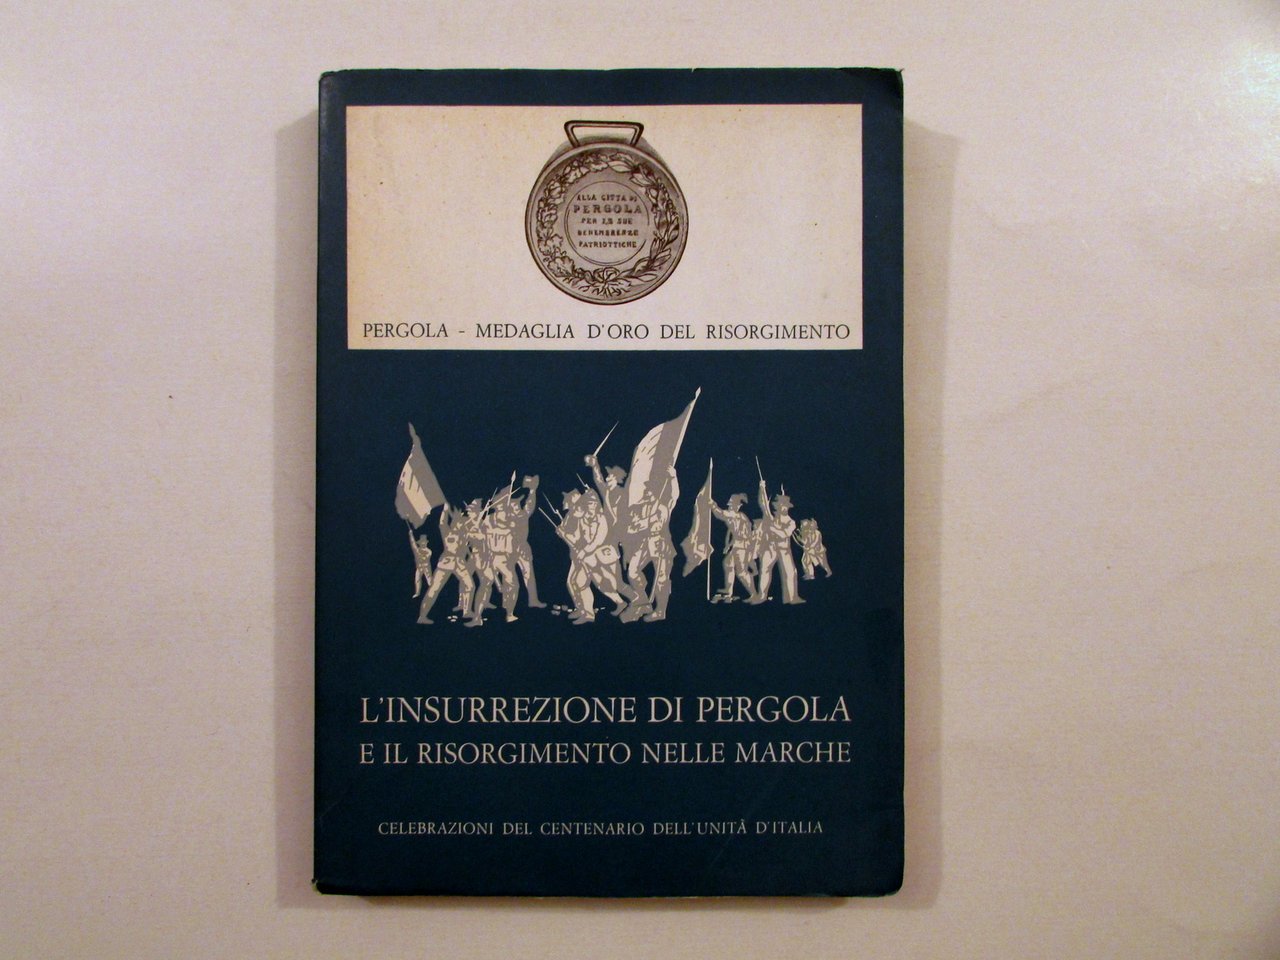 ALLA CITTA DI
PERGOLA
PER LE SUE
BENEMERENZE
PATRIOTTICHE
PERGOLA - MEDAGLIA D'ORO DEL RISORGIMENTO
L'INSURREZIONE DI PERGOLA
E IL RISORGIMENTO NELLE MARCHE
CELEBRAZIONI DEL CENTENARIO DELL'UNITÀ D'ITALIA